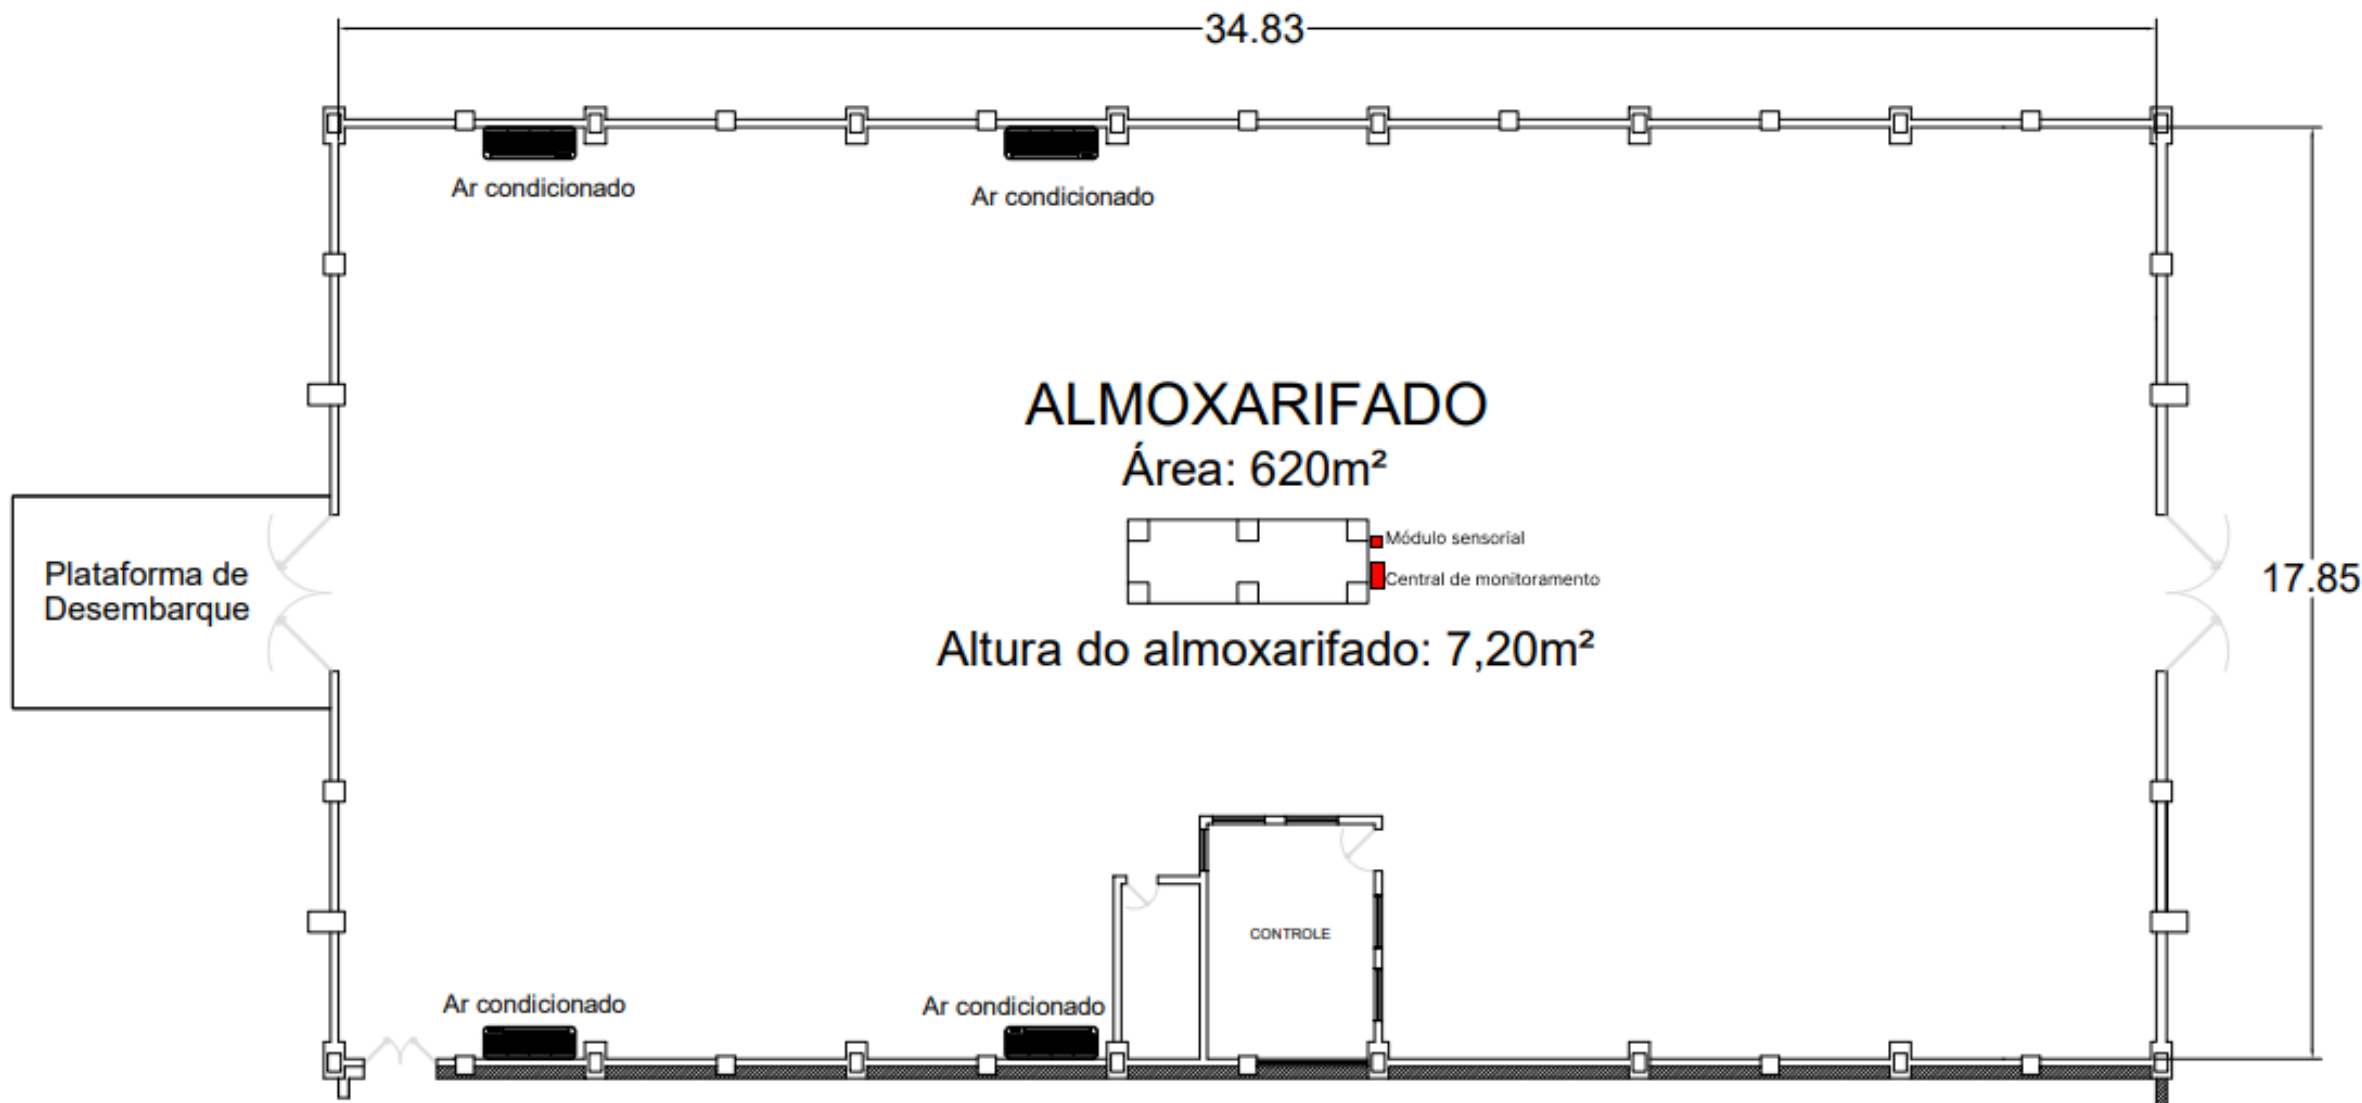 34.83
Ar condicionado
Ar condicionado
ALMOXARIFADO
Área: 620m²
Módulo sensorial
Central de monitoramento
Plataforma de
Desembarque
17.85
Altura do almoxarifado: 7,20m²
CONTROLE
Ar condicionado
Ar condicionado